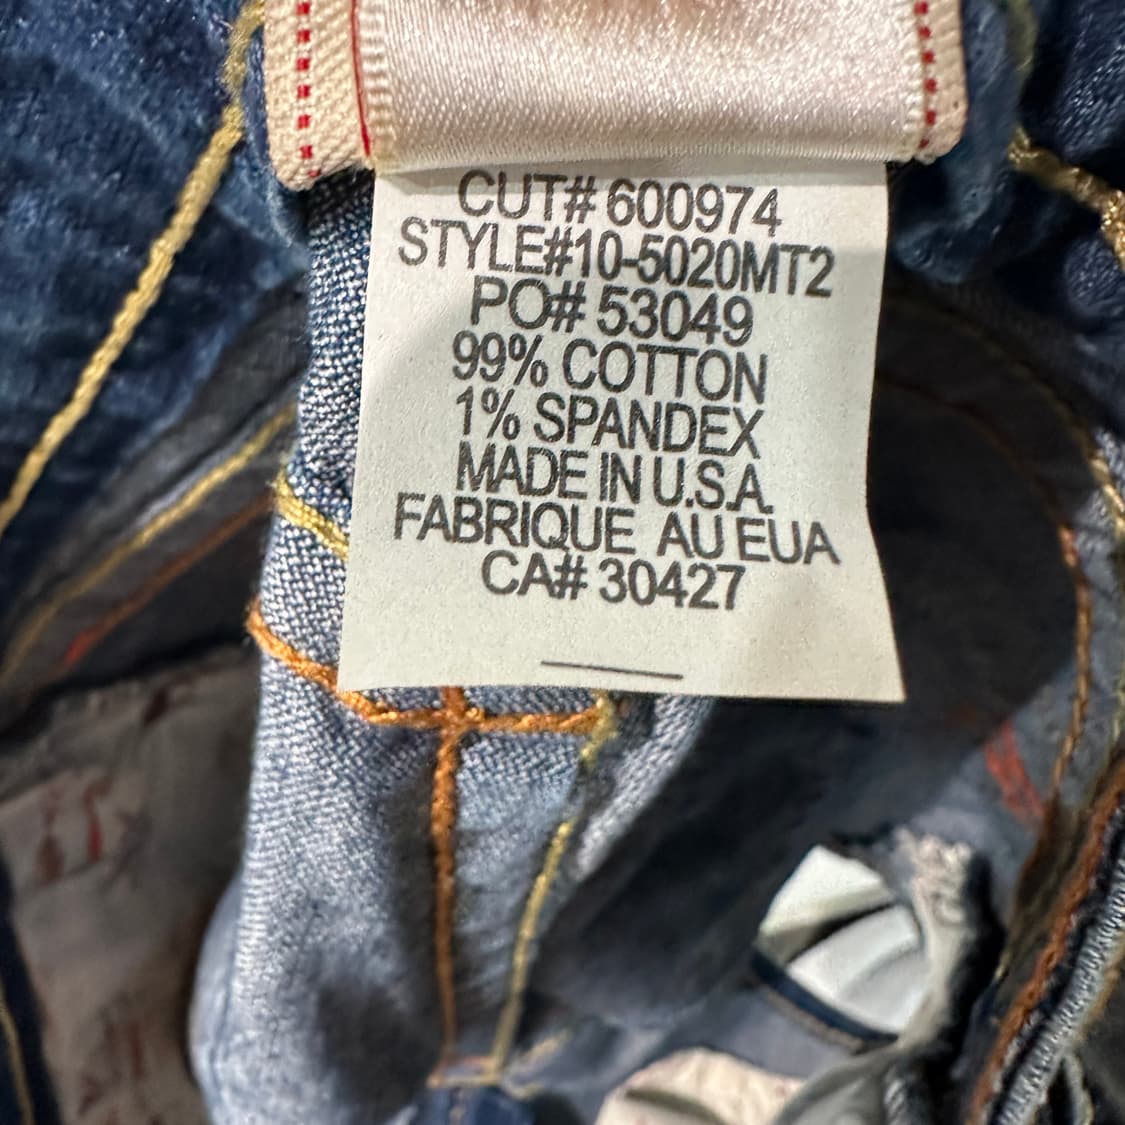 CUT# 600974
STYLE#10-5020MT2
PO# 53049
99% COTTON
1% SPANDEX
MADE IN U.S.A.
FABRIQUE AU EUA
CA# 30427